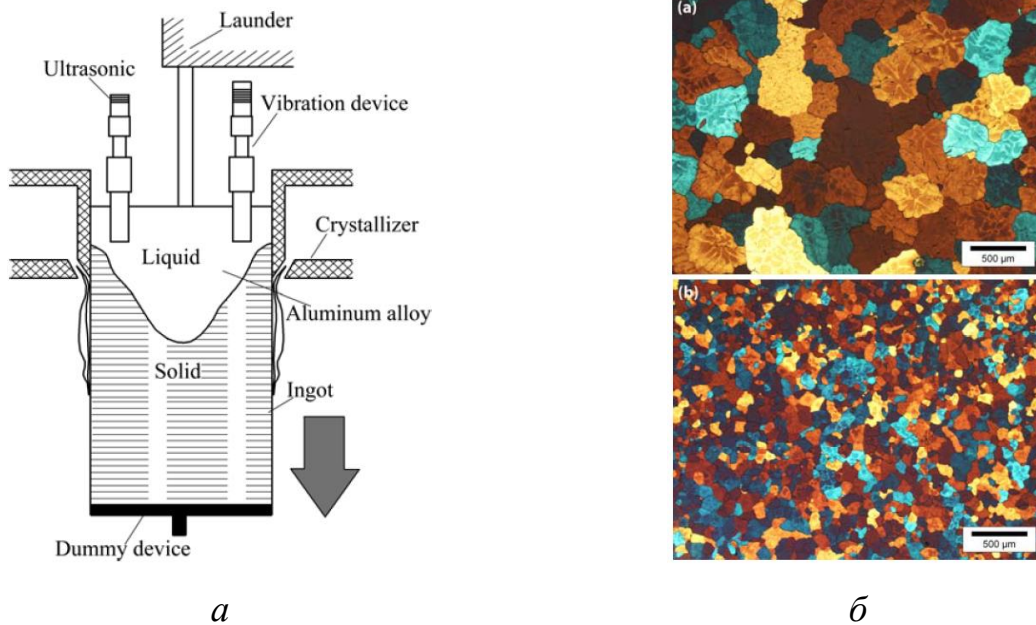 Launder
Ultrasonic
Vibration device
Crystallizer
Liquid
Aluminum alloy
Solid
Ingot
Dummy device
(a)
500 µm
(b)
500 µm
а
б